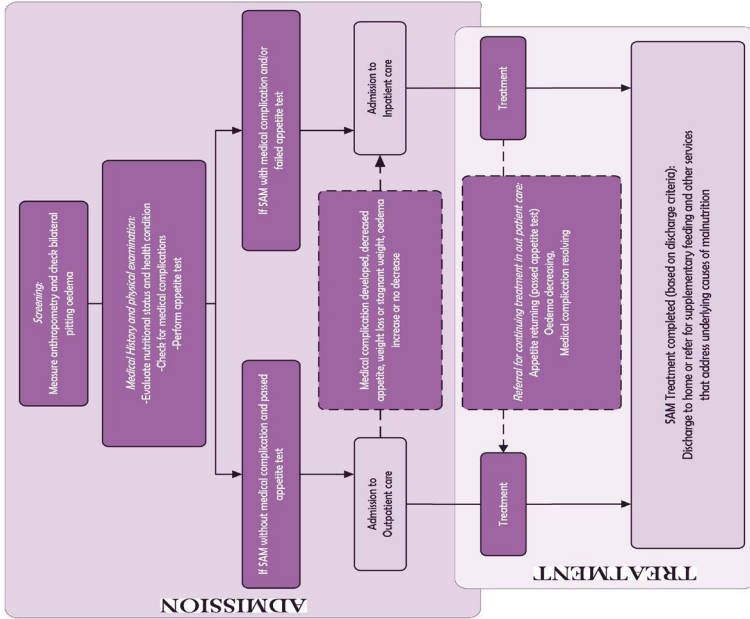 Screening:
Measure anthropometry and check bilateral
pitting oedema
Medical History and physical examination:
-Evaluate nutritional status and health condition
-Check for medical complications
-Perform appetite test
If SAM without medical complication and passed
appetite test
If SAM with medical complication and/or
failed appetite test
Admission to
Outpatient care
Medical complication developed, decreased
appetite, weight loss or stagnant weight, oedema
increase or no decrease
Admission to
Inpatient care
Treatment
Referral for continuing treatment in out patient care:
Appetite returning (passed appetite test)
Oedema decreasing,
Medical complication resolving
Treatment
SAM Treatment completed (based on discharge criteria):
Discharge to home or refer for supplementary feeding and other services
that address underlying causes of malnutrition
ADMISSION
TREATMENT